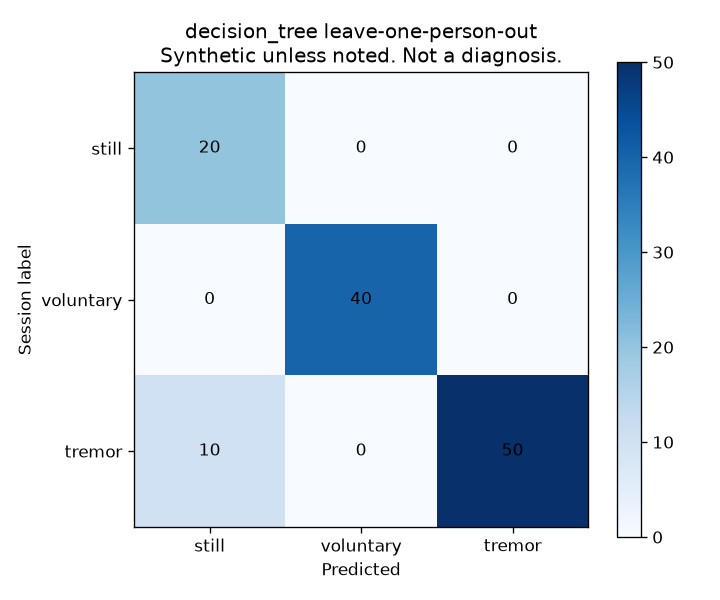 decision_tree leave-one-person-out
Synthetic unless noted. Not a diagnosis.
50
40
30
20
10
0
Session label
still
20 0 0
voluntary
0 40 0
tremor
10 0 50
still voluntary tremor
Predicted